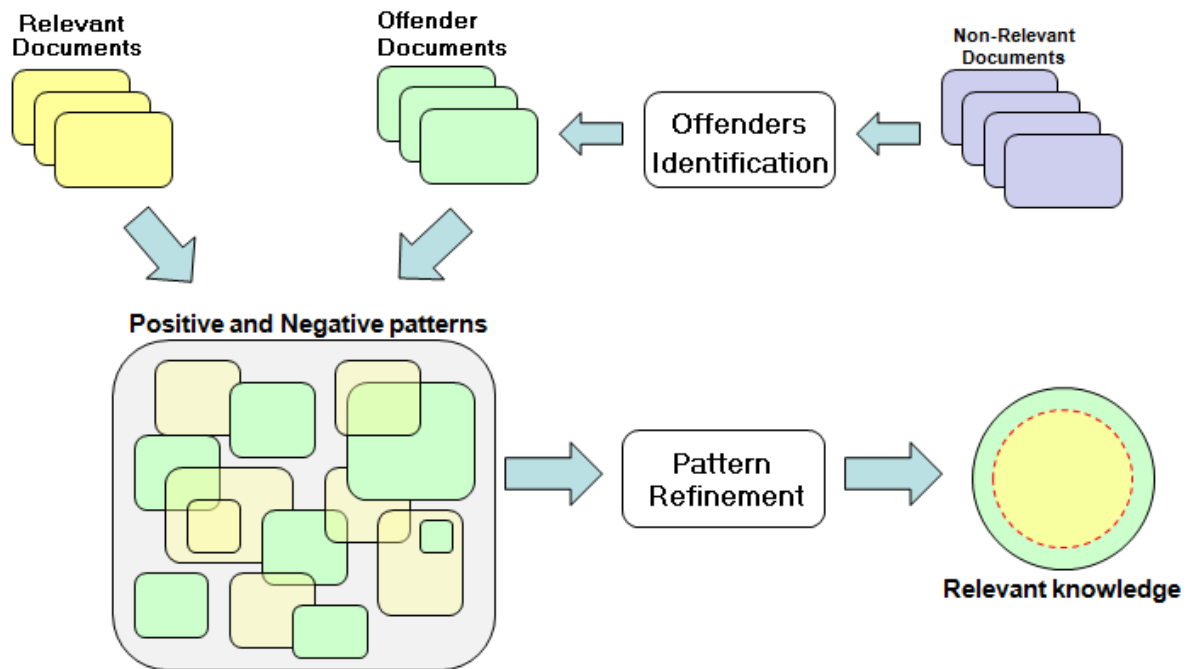 Relevant
Documents
Offender
Documents
Non-Relevant
Documents
Offenders
Identification
Positive and Negative patterns
Pattern
Refinement
Relevant knowledge